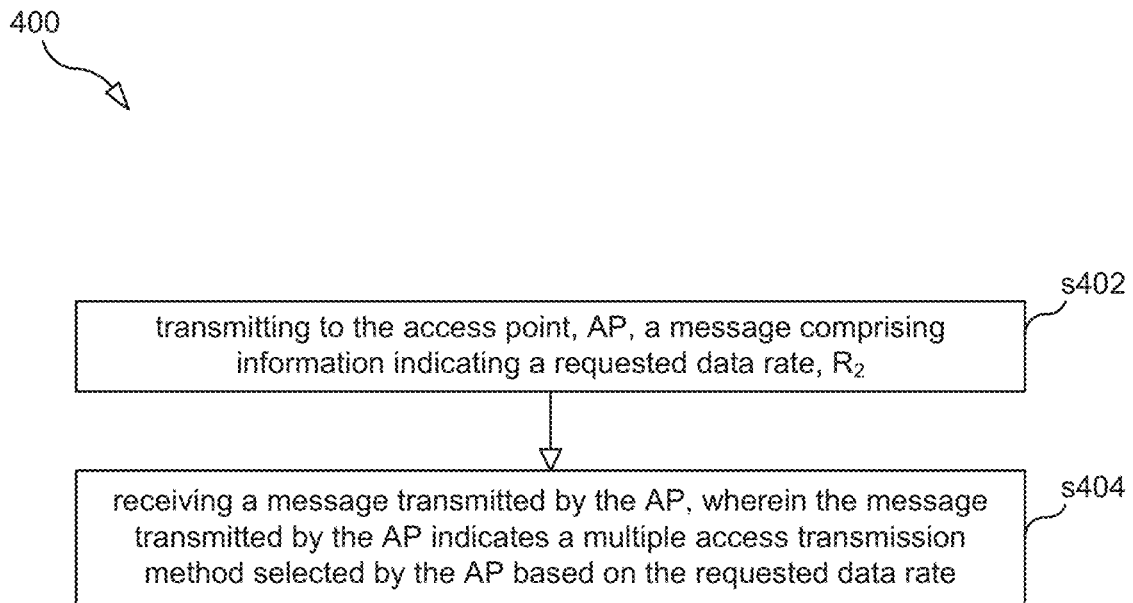 400
s402
transmitting to the access point, AP, a message comprising
information indicating a requested data rate, R₂
s404
receiving a message transmitted by the AP, wherein the message
transmitted by the AP indicates a multiple access transmission
method selected by the AP based on the requested data rate